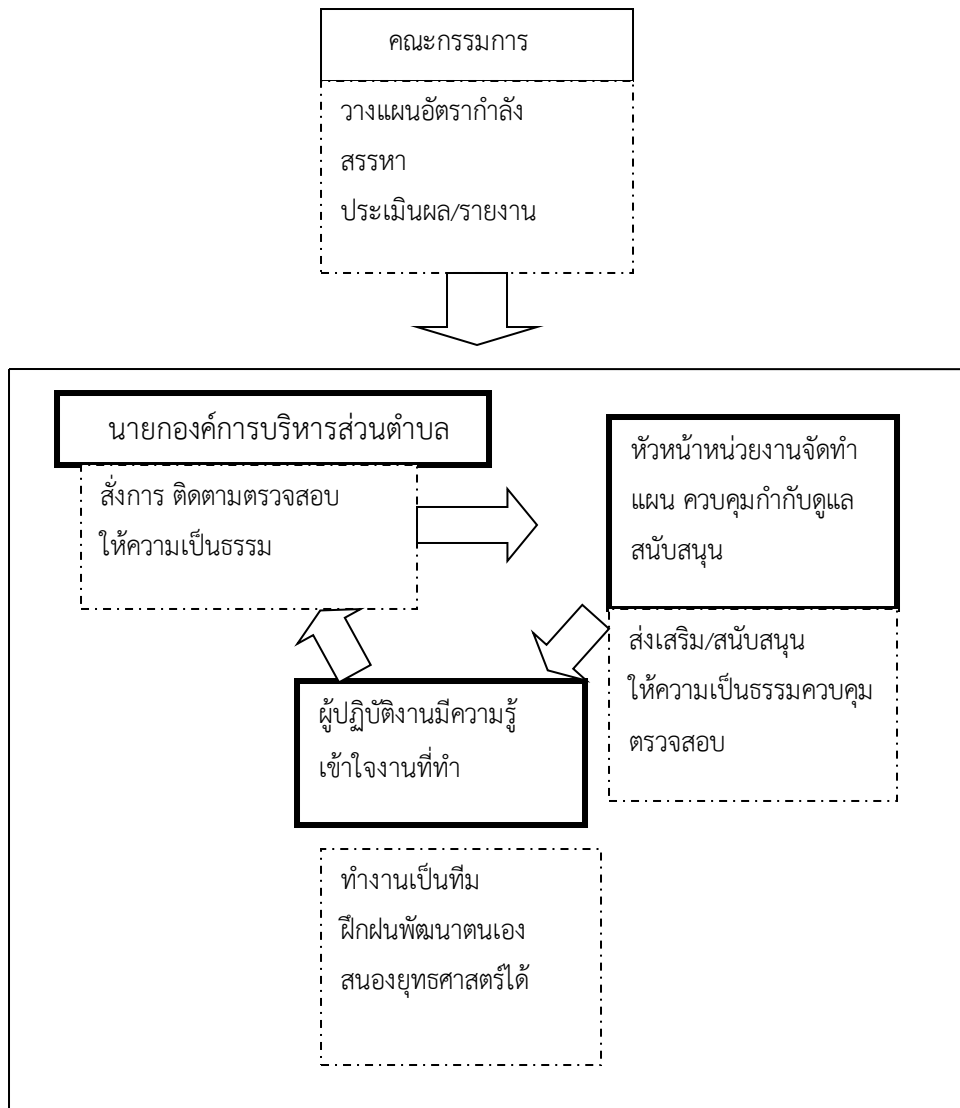 คณะกรรมการ
วางแผนอัตรากำลัง
สรรหา
ประเมินผล/รายงาน
นายกองค์การบริหารส่วนตำบล
สั่งการ ติดตามตรวจสอบ
ให้ความเป็นธรรม
หัวหน้าหน่วยงานจัดทำ
แผน ควบคุมกำกับดูแล
สนับสนุน
ส่งเสริม/สนับสนุน
ให้ความเป็นธรรมควบคุม
ตรวจสอบ
ผู้ปฏิบัติงานมีความรู้
เข้าใจงานที่ทำ
ทำงานเป็นทีม
ฝึกฝนพัฒนาตนเอง
สนองยุทธศาสตร์ได้